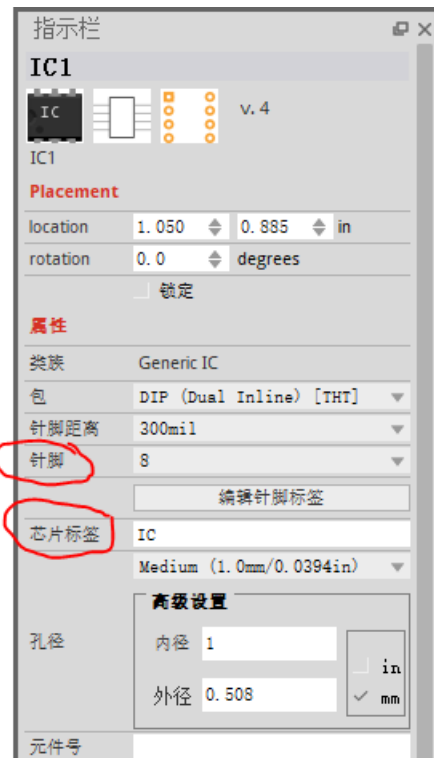 指示栏
IC1
IC
v. 4
IC1
Placement
location 1.050 0.885 in
rotation 0.0 degrees
锁定
属性
类族 Generic IC
包 DIP (Dual Inline) [THT]
针脚距离 300mil
针脚 8
编辑针脚标签
芯片标签 IC
Medium (1.0mm/0.0394in)
高级设置
孔径 内径 1
in
外径 0.508 mm
元件号